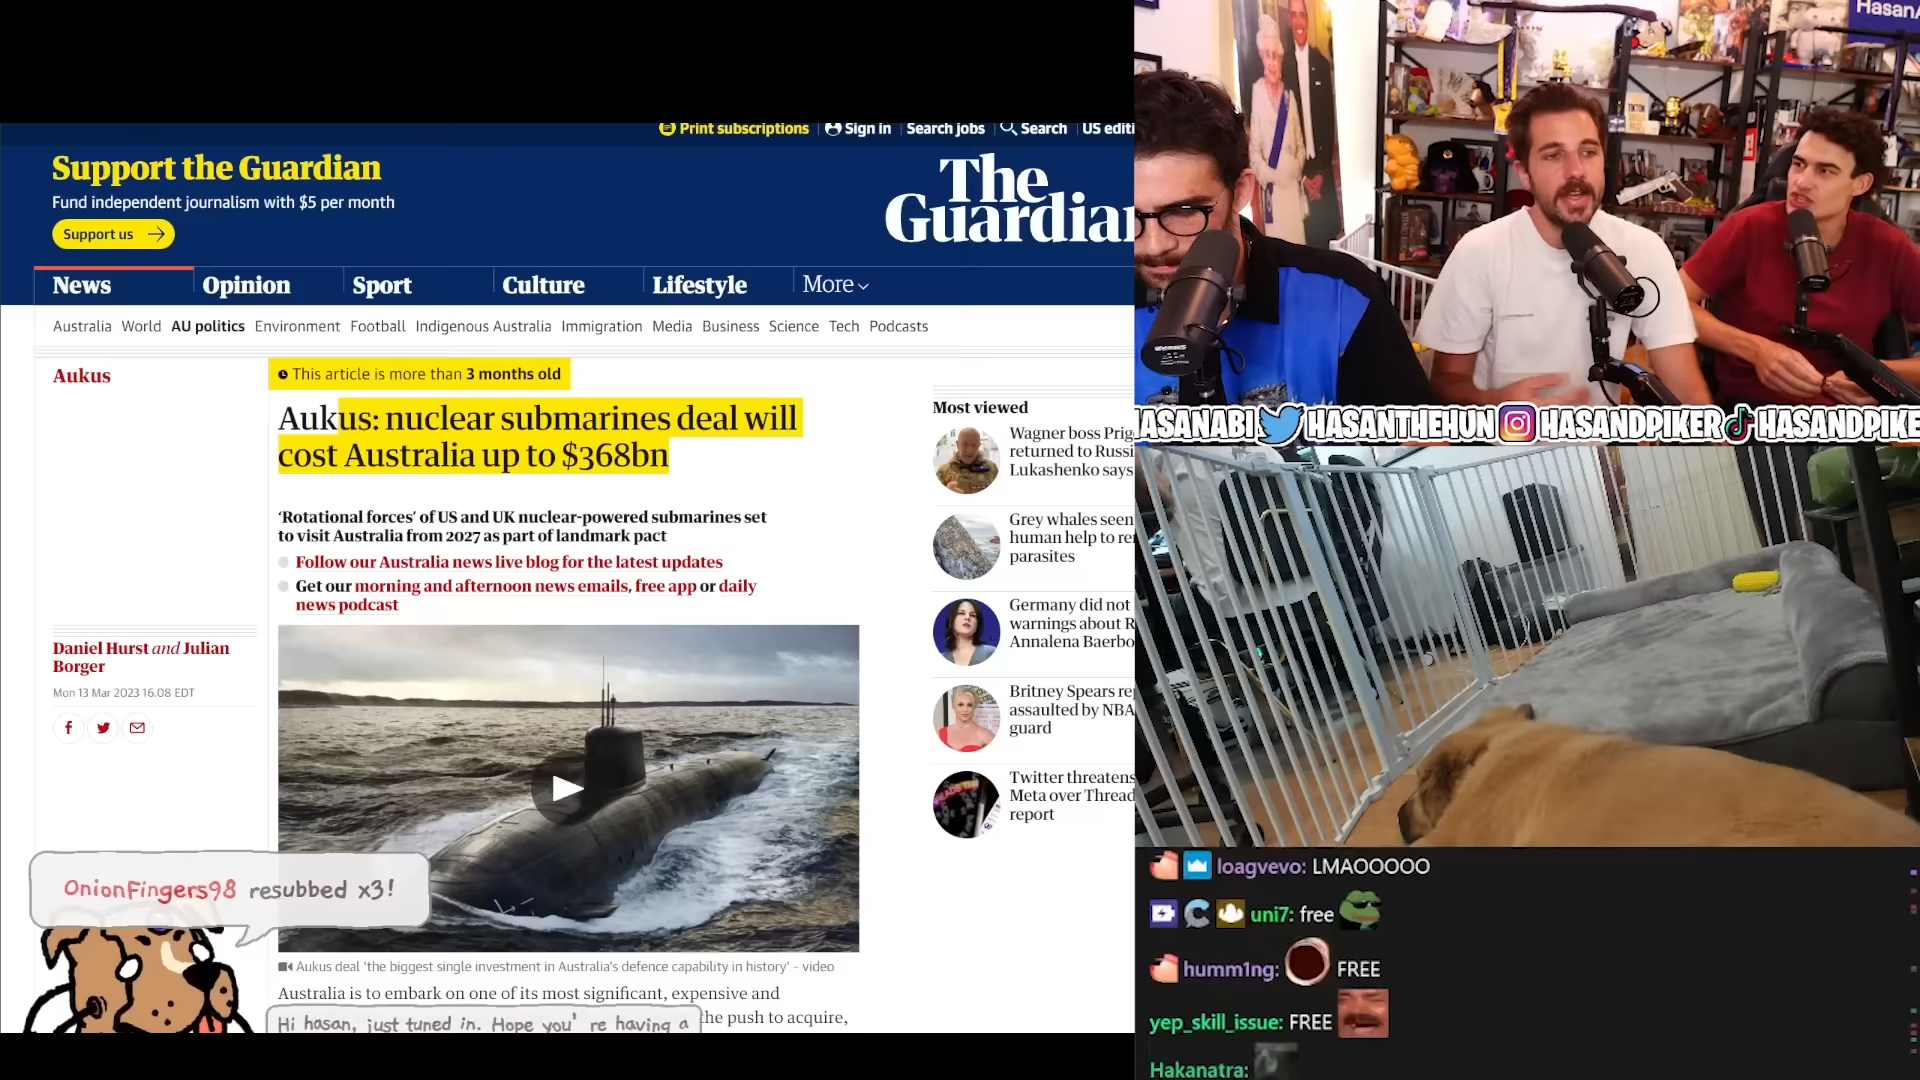 Print subscriptions
Sign in
Search jobs
Search
US editi
Support the Guardian
Fund independent journalism with $5 per month
Support us
The
Guardian
News
Opinion
Sport
Culture
Lifestyle
More
Australia World AU politics Environment Football Indigenous Australia Immigration Media Business Science Tech Podcasts
Aukus
This article is more than 3 months old
Aukus: nuclear submarines deal will
cost Australia up to $368bn
'Rotational forces' of US and UK nuclear-powered submarines set
to visit Australia from 2027 as part of landmark pact
Follow our Australia news live blog for the latest updates
Get our morning and afternoon news emails, free app or daily
news podcast
Daniel Hurst and Julian
Borger
Mon 13 Mar 2023 16.08 EDT
Aukus deal 'the biggest single investment in Australia's defence capability in history' - video
Australia is to embark on one of its most significant, expensive and
the push to acquire,
Most viewed
Wagner boss Prig
returned to Russi
Lukashenko says
Grey whales seen
human help to re
parasites
Germany did not
warnings about R
Annalena Baerbo
Britney Spears re
assaulted by NBA
guard
Twitter threatens
Meta over Thread
report
OnionFingers98 resubbed x3!
Hi hasan, just tuned in. Hope you're having a
HasanA
HASANABI HASANTHEHUN HASANDPIKER HASANDPIKE
loagvevo: LMAOOOOO
uni7: free
humm1ng: FREE
yep_skill_issue: FREE
Hakanatra: